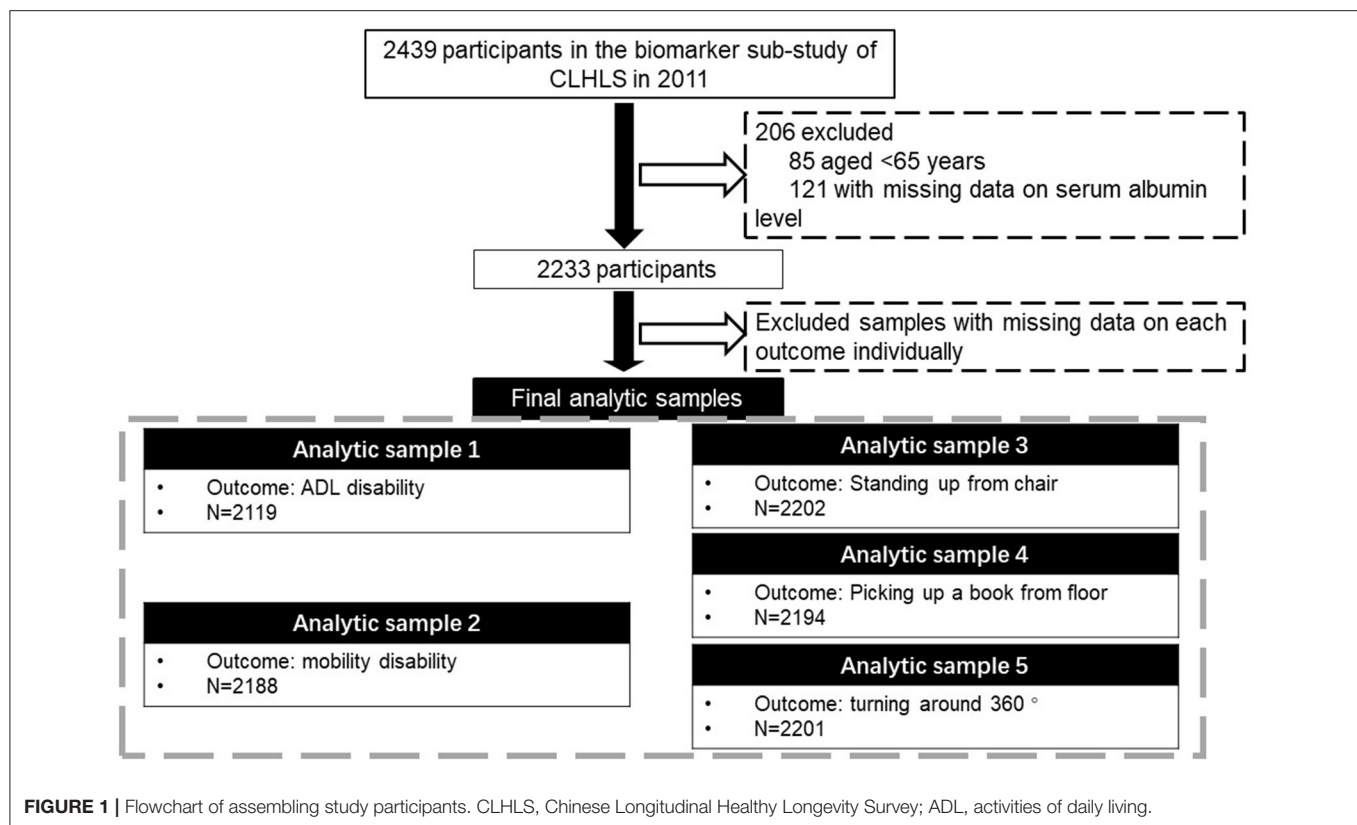 2439 participants in the biomarker sub-study of
CLHLS in 2011
206 excluded
85 aged <65 years
121 with missing data on serum albumin
level
2233 participants
Excluded samples with missing data on each
outcome individually
Final analytic samples
Analytic sample 1
• Outcome: ADL disability
• N=2119
Analytic sample 2
• Outcome: mobility disability
• N=2188
Analytic sample 3
• Outcome: Standing up from chair
• N=2202
Analytic sample 4
• Outcome: Picking up a book from floor
• N=2194
Analytic sample 5
• Outcome: turning around 360 °
• N=2201
FIGURE 1 | Flowchart of assembling study participants. CLHLS, Chinese Longitudinal Healthy Longevity Survey; ADL, activities of daily living.